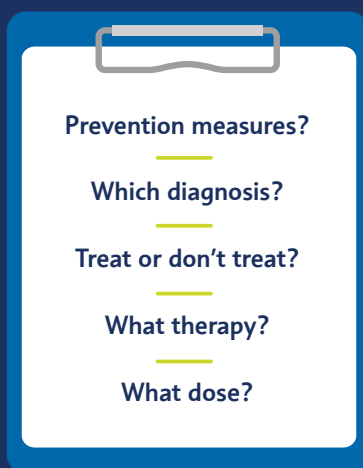 Prevention measures?
Which diagnosis?
Treat or don’t treat?
What therapy?
What dose?